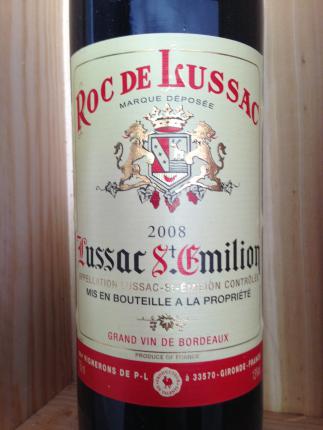 ROC DE LUSSAC
MARQUE DÉPOSÉE
2008
Lussac St. Emilion
APPELLATION LUSSAC-ST-EMILION CONTRÔLÉE
MIS EN BOUTEILLE A LA PROPRIÉTÉ
GRAND VIN DE BORDEAUX
PRODUCE OF FRANCE
VIGNERONS DE P-L à 33570-GIRONDE-FRANCE